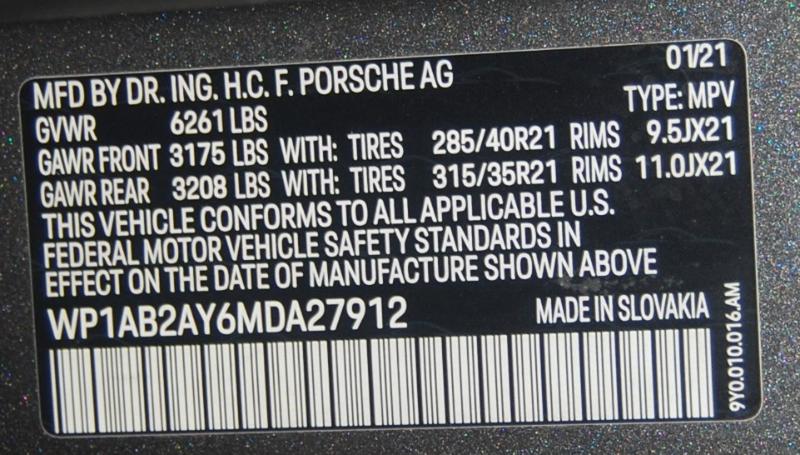 MFD BY DR. ING. H.C. F. PORSCHE AG 01/21
GVWR 6261 LBS TYPE: MPV
GAWR FRONT 3175 LBS WITH: TIRES 285/40R21 RIMS 9.5JX21
GAWR REAR 3208 LBS WITH: TIRES 315/35R21 RIMS 11.0JX21
THIS VEHICLE CONFORMS TO ALL APPLICABLE U.S.
FEDERAL MOTOR VEHICLE SAFETY STANDARDS IN
EFFECT ON THE DATE OF MANUFACTURE SHOWN ABOVE
WP1AB2AY6MDA27912 MADE IN SLOVAKIA
9Y0.010.016.AM